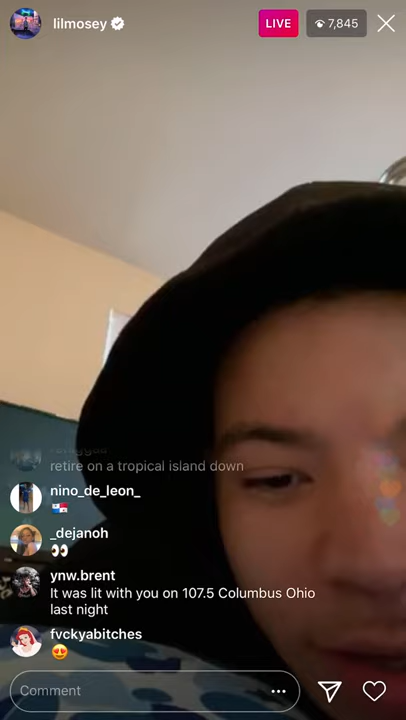 lilmosey
LIVE
7,845
retire on a tropical island down
nino_de_leon_
🇵🇦
_dejanoh
👀
ynw.brent
It was lit with you on 107.5 Columbus Ohio
last night
fvckyabitches
😍
Comment